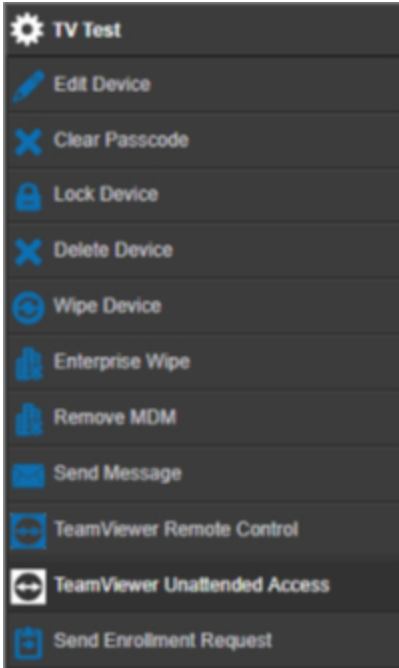 TV Test
Edit Device
Clear Passcode
Lock Device
Delete Device
Wipe Device
Enterprise Wipe
Remove MDM
Send Message
TeamViewer Remote Control
TeamViewer Unattended Access
Send Enrollment Request